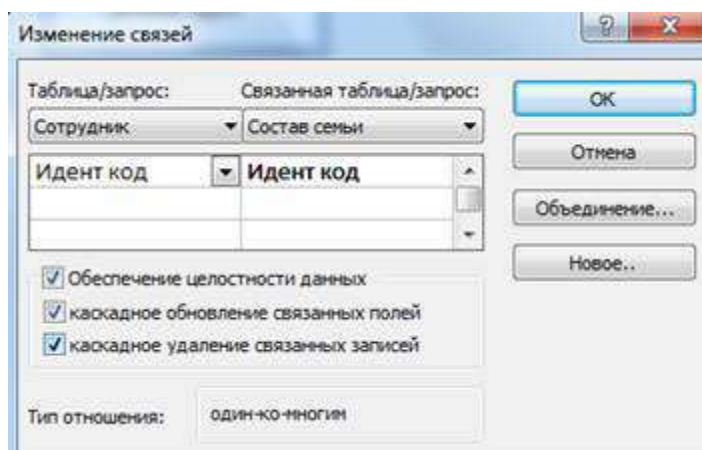 Изменение связей
Таблица/запрос: Связанная таблица/запрос:
Сотрудник Состав семьи
Идент код Идент код
Обеспечение целостности данных
каскадное обновление связанных полей
каскадное удаление связанных записей
Тип отношения: один-ко-многим
ОК
Отмена
Объединение...
Новое..